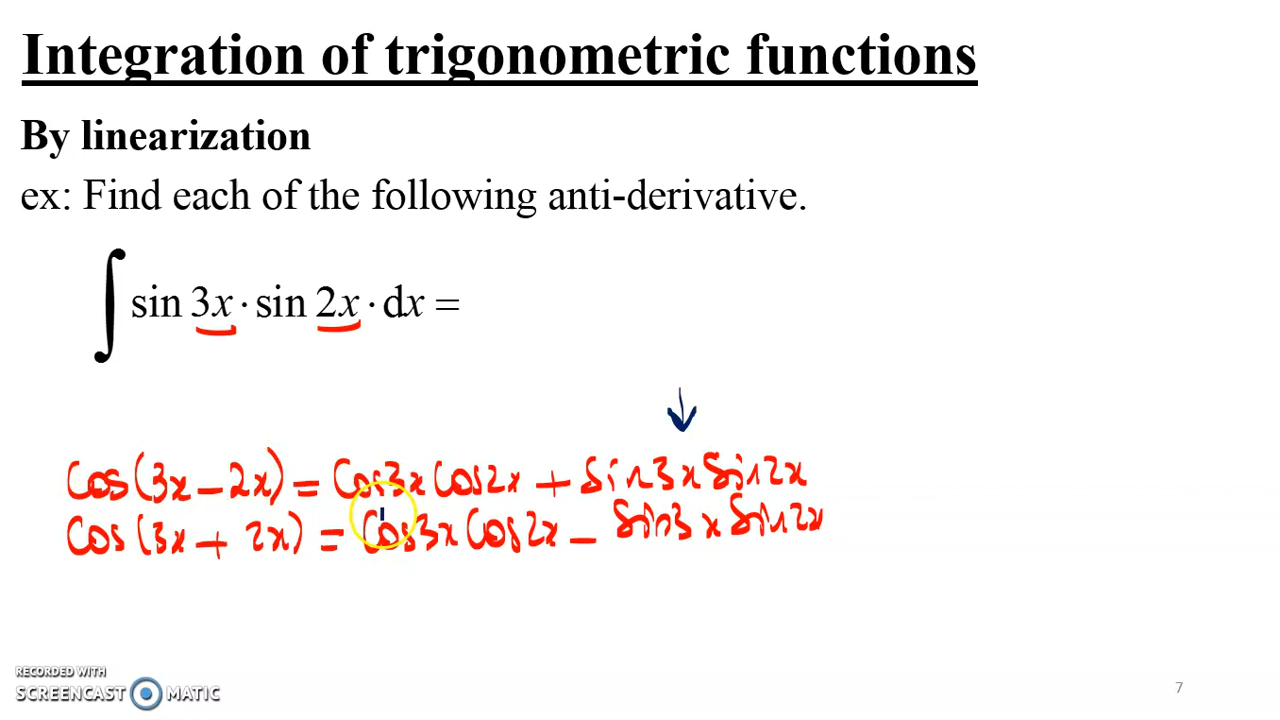 Integration of trigonometric functions
By linearization
ex: Find each of the following anti-derivative.
∫ sin 3x · sin 2x · dx =
Cos(3x − 2x) = Cos3x Cos2x + Sin3x Sin2x
Cos(3x + 2x) = Cos3x Cos2x − Sin3x Sin2x
RECORDED WITH
SCREENCAST MATIC
7